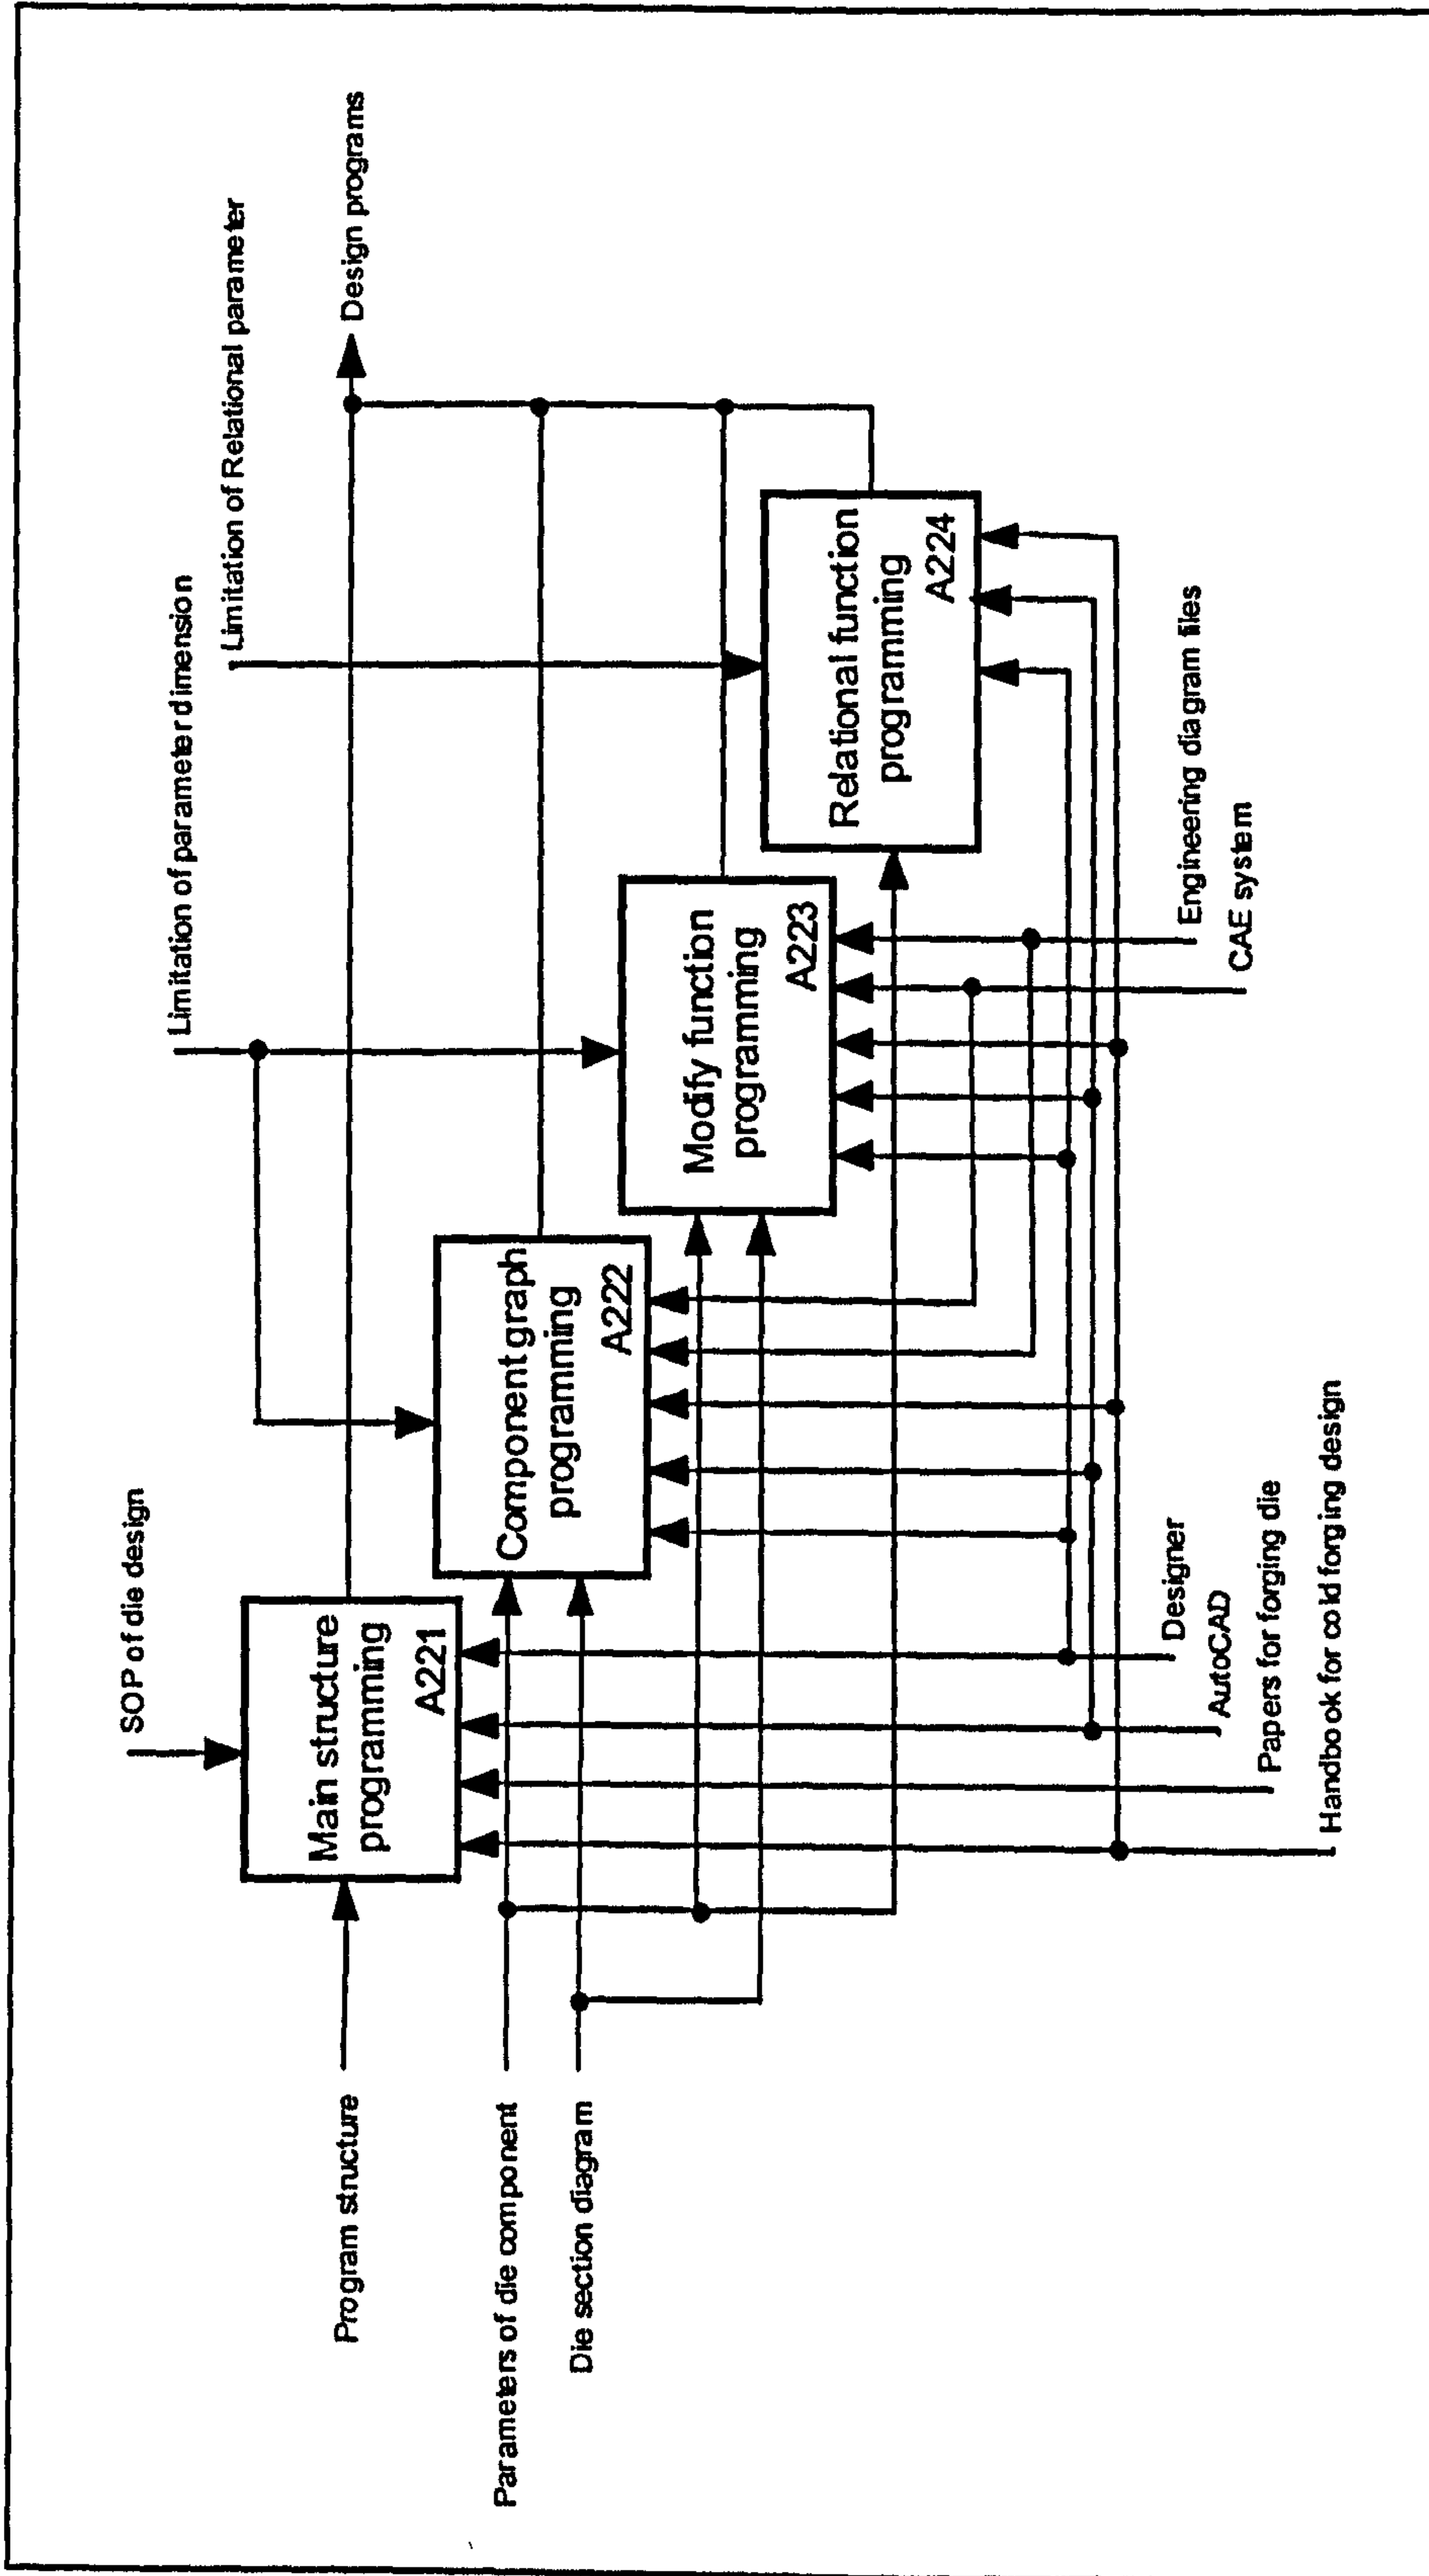 SOP of die design
Limitation of parameter dimension
Limitation of Relational parameter
Program structure
Main structure
programming
A221
Design programs
Parameters of die component
Die section diagram
Component graph
programming
A222
Modify function
programming
A223
Relational function
programming
A224
Designer
AutoCAD
Papers for forging die
Handbook for cold forging design
Engineering diagram files
CAE system